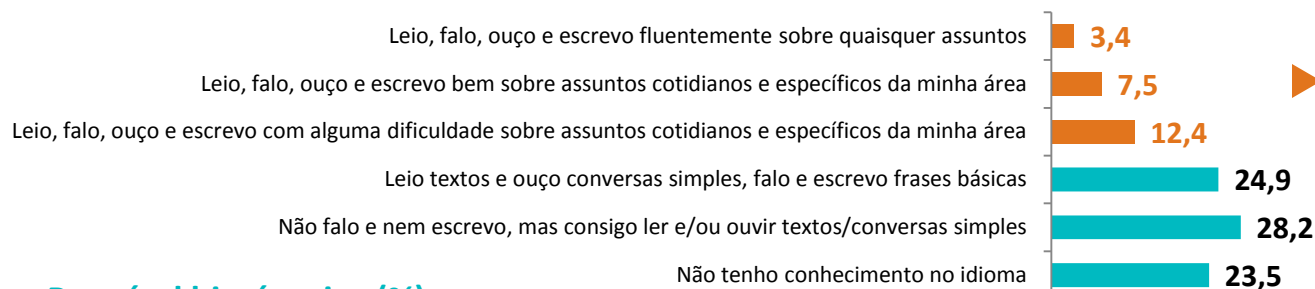 Leio, falo, ouço e escrevo fluentemente sobre quaisquer assuntos 3,4
Leio, falo, ouço e escrevo bem sobre assuntos cotidianos e específicos da minha área 7,5
Leio, falo, ouço e escrevo com alguma dificuldade sobre assuntos cotidianos e específicos da minha área 12,4
Leio textos e ouço conversas simples, falo e escrevo frases básicas 24,9
Não falo e nem escrevo, mas consigo ler e/ou ouvir textos/conversas simples 28,2
Não tenho conhecimento no idioma 23,5
(%)